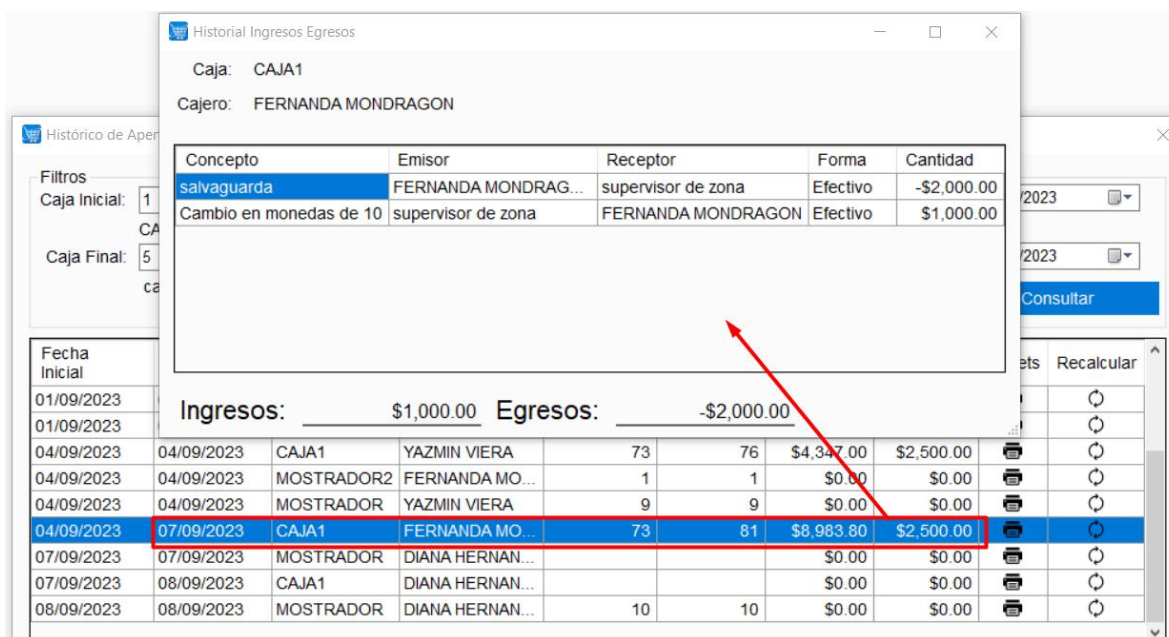 Historial Ingresos Egresos
Caja: CAJA1
Cajero: FERNANDA MONDRAGON
Concepto Emisor Receptor Forma Cantidad
salvaguarda FERNANDA MONDRAG... supervisor de zona Efectivo -$2,000.00
Cambio en monedas de 10 supervisor de zona FERNANDA MONDRAGON Efectivo $1,000.00
Ingresos: $1,000.00 Egresos: -$2,000.00
Histórico de Aper
Filtros
Caja Inicial: 1 /2023
CA
Caja Final: 5 /2023
ca
Consultar
Fecha Inicial ets Recalcular
01/09/2023
01/09/2023
04/09/2023 04/09/2023 CAJA1 YAZMIN VIERA 73 76 $4,347.00 $2,500.00
04/09/2023 04/09/2023 MOSTRADOR2 FERNANDA MO... 1 1 $0.00 $0.00
04/09/2023 04/09/2023 MOSTRADOR YAZMIN VIERA 9 9 $0.00 $0.00
04/09/2023 07/09/2023 CAJA1 FERNANDA MO... 73 81 $8,983.80 $2,500.00
07/09/2023 07/09/2023 MOSTRADOR DIANA HERNAN... $0.00 $0.00
07/09/2023 08/09/2023 CAJA1 DIANA HERNAN... $0.00 $0.00
08/09/2023 08/09/2023 MOSTRADOR DIANA HERNAN... 10 10 $0.00 $0.00